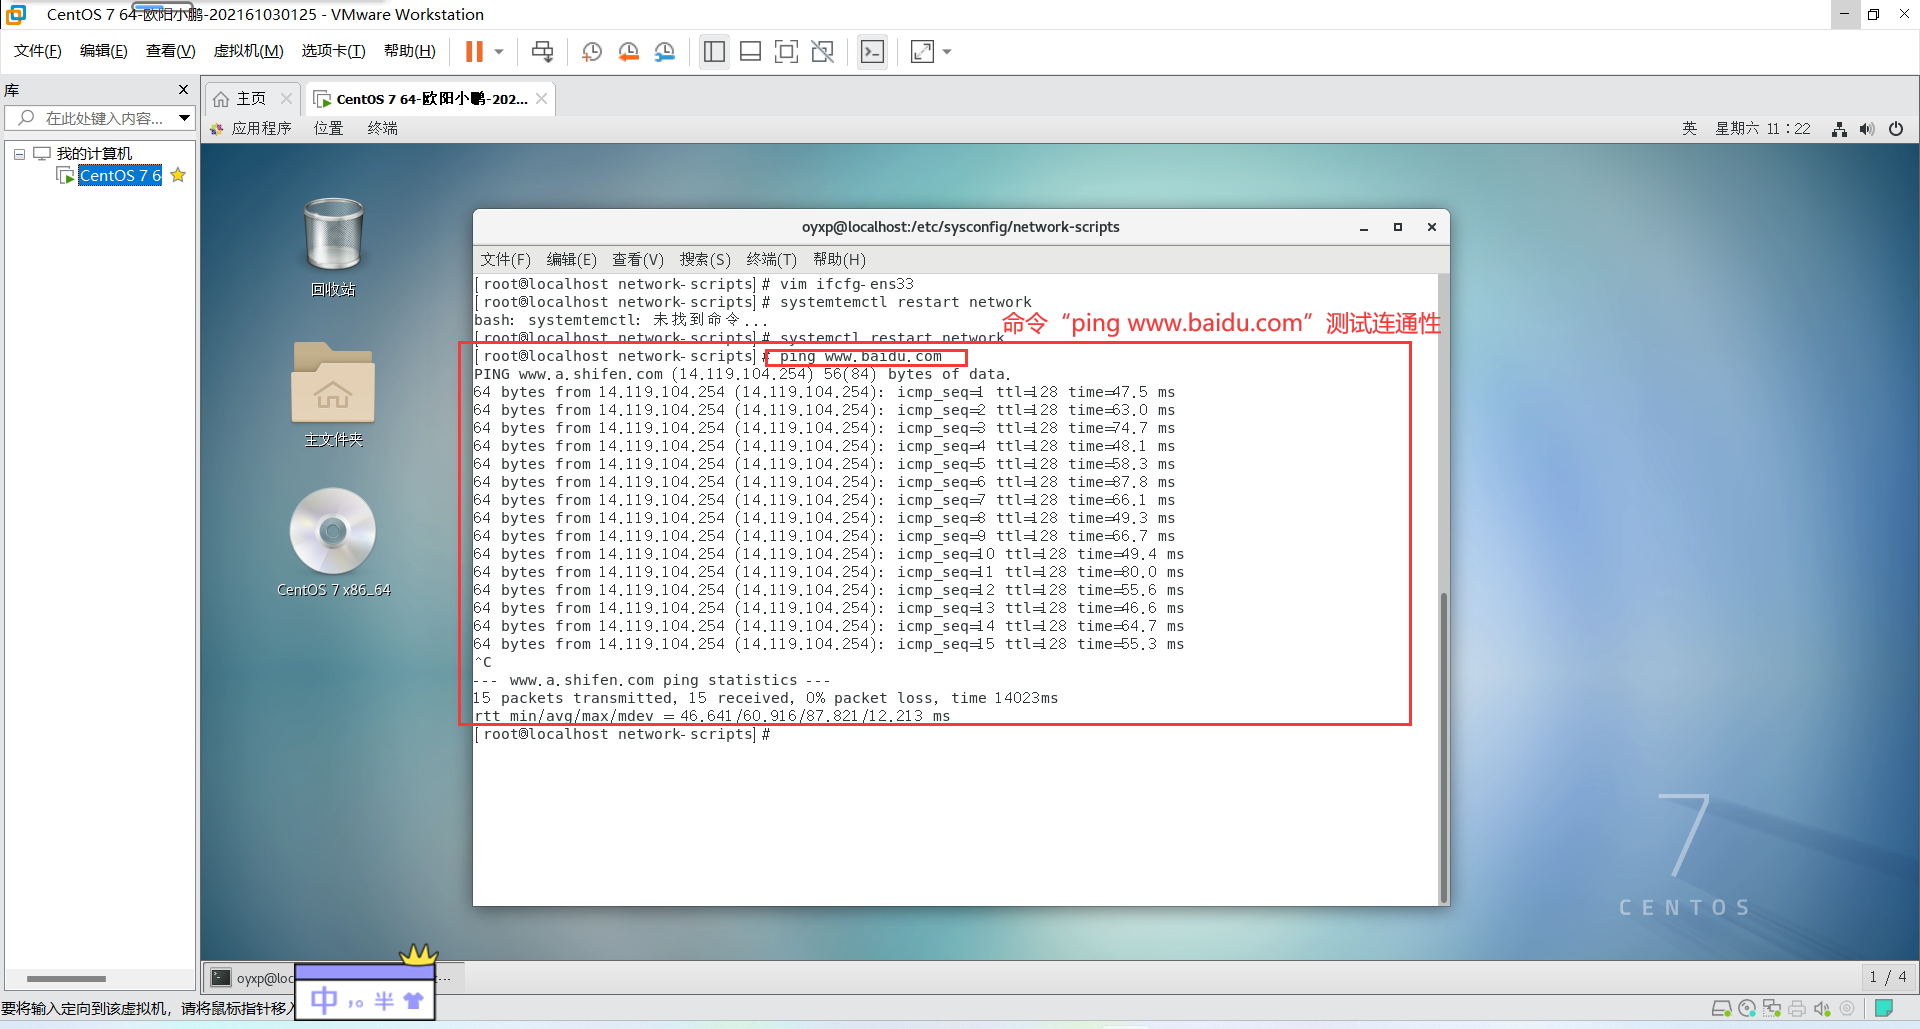 CentOS 7 64-欧阳小鹏-202161030125 - VMware Workstation
文件(F) 编辑(E) 查看(V) 虚拟机(M) 选项卡(T) 帮助(H)
库
在此处键入内容...
我的计算机
CentOS 7 6
主页
CentOS 7 64-欧阳小鹏-202...
应用程序 位置 终端
英 星期六 11：22
回收站
主文件夹
CentOS 7 x86_64
oyxp@localhost:/etc/sysconfig/network-scripts
文件(F) 编辑(E) 查看(V) 搜索(S) 终端(T) 帮助(H)
[root@localhost network-scripts]# vim ifcfg-ens33
[root@localhost network-scripts]# systemtemctl restart network
bash: systemtemctl: 未找到命令...
[root@localhost network-scripts]# systemctl restart network
命令“ping www.baidu.com”测试连通性
[root@localhost network-scripts]# ping www.baidu.com
PING www.a.shifen.com (14.119.104.254) 56(84) bytes of data.
64 bytes from 14.119.104.254 (14.119.104.254): icmp_seq=1 ttl=128 time=47.5 ms
64 bytes from 14.119.104.254 (14.119.104.254): icmp_seq=2 ttl=128 time=63.0 ms
64 bytes from 14.119.104.254 (14.119.104.254): icmp_seq=3 ttl=128 time=74.7 ms
64 bytes from 14.119.104.254 (14.119.104.254): icmp_seq=4 ttl=128 time=48.1 ms
64 bytes from 14.119.104.254 (14.119.104.254): icmp_seq=5 ttl=128 time=58.3 ms
64 bytes from 14.119.104.254 (14.119.104.254): icmp_seq=6 ttl=128 time=87.8 ms
64 bytes from 14.119.104.254 (14.119.104.254): icmp_seq=7 ttl=128 time=66.1 ms
64 bytes from 14.119.104.254 (14.119.104.254): icmp_seq=8 ttl=128 time=49.3 ms
64 bytes from 14.119.104.254 (14.119.104.254): icmp_seq=9 ttl=128 time=66.7 ms
64 bytes from 14.119.104.254 (14.119.104.254): icmp_seq=10 ttl=128 time=49.4 ms
64 bytes from 14.119.104.254 (14.119.104.254): icmp_seq=11 ttl=128 time=80.0 ms
64 bytes from 14.119.104.254 (14.119.104.254): icmp_seq=12 ttl=128 time=55.6 ms
64 bytes from 14.119.104.254 (14.119.104.254): icmp_seq=13 ttl=128 time=46.6 ms
64 bytes from 14.119.104.254 (14.119.104.254): icmp_seq=14 ttl=128 time=64.7 ms
64 bytes from 14.119.104.254 (14.119.104.254): icmp_seq=15 ttl=128 time=55.3 ms
^C
--- www.a.shifen.com ping statistics ---
15 packets transmitted, 15 received, 0% packet loss, time 14023ms
rtt min/avg/max/mdev = 46.641/60.916/87.821/12.213 ms
[root@localhost network-scripts]#
7
CENTOS
oyxp@loc
...
1 / 4
中 ,。 半
要将输入定向到该虚拟机，请将鼠标指针移入